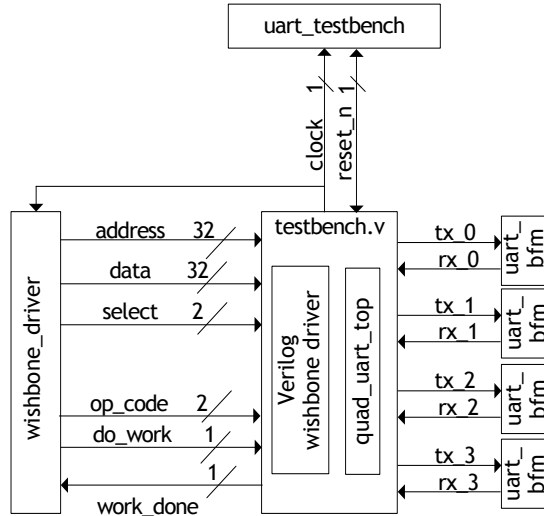 uart_testbench
clock
1
reset_n
1
wishbone_driver
address 32
data 32
select 2
op_code 2
do_work 1
1
work_done
testbench.v
Verilog
wishbone driver
quad_uart_top
tx_0
rx_0
uart_
bfm
tx_1
rx_1
uart_
bfm
tx_2
rx_2
uart_
bfm
tx_3
rx_3
uart_
bfm